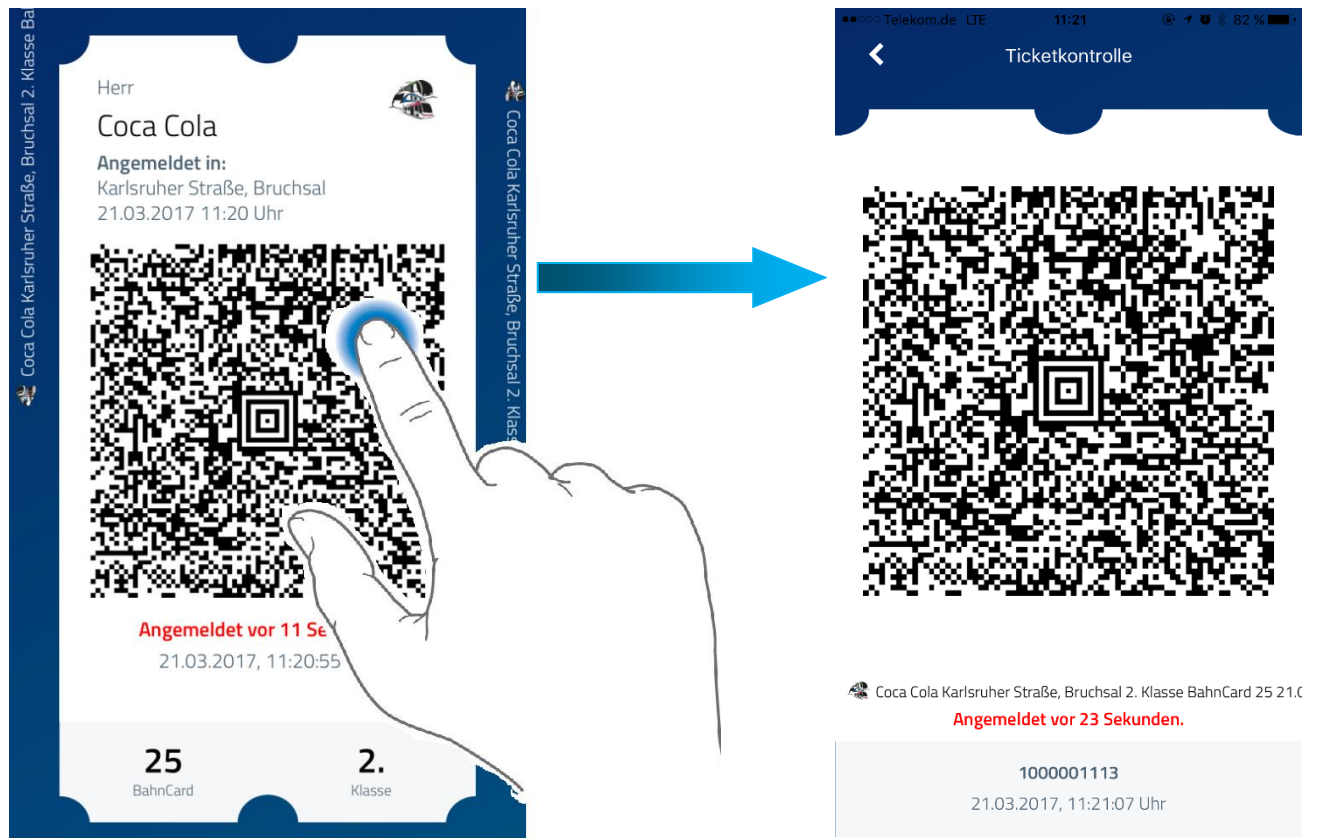 Coca Cola Karlsruher Straße, Bruchsal 2. Klasse Ba
Herr
Coca Cola
Angemeldet in:
Karlsruher Straße, Bruchsal
21.03.2017 11:20 Uhr
Angemeldet vor 11 Se
21.03.2017, 11:20:55
25
BahnCard
2.
Klasse
Coca Cola Karlsruher Straße, Bruchsal 2. Klass
Telekom.de LTE 11:21 82 %
Ticketkontrolle
Coca Cola Karlsruher Straße, Bruchsal 2. Klasse BahnCard 25 21.0
Angemeldet vor 23 Sekunden.
1000001113
21.03.2017, 11:21:07 Uhr